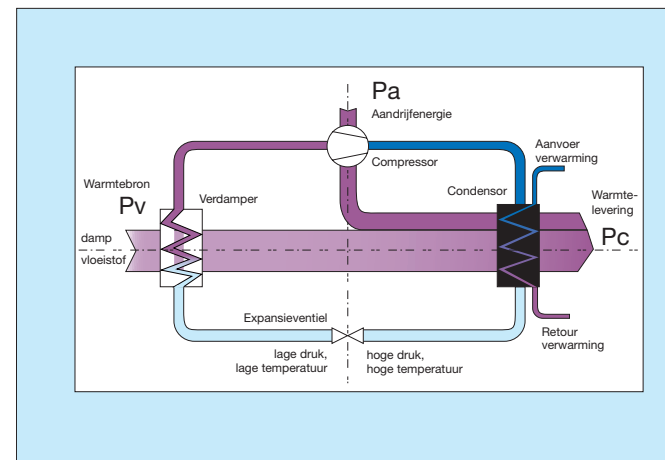 Pa
Aandrijfenergie
Compressor
Aanvoer
verwarming
Warmtebron
Pv
Verdamper
Condensor
Warmte-
levering
Pc
damp
vloeistof
Expansieventiel
lage druk,
lage temperatuur
hoge druk,
hoge temperatuur
Retour
verwarming